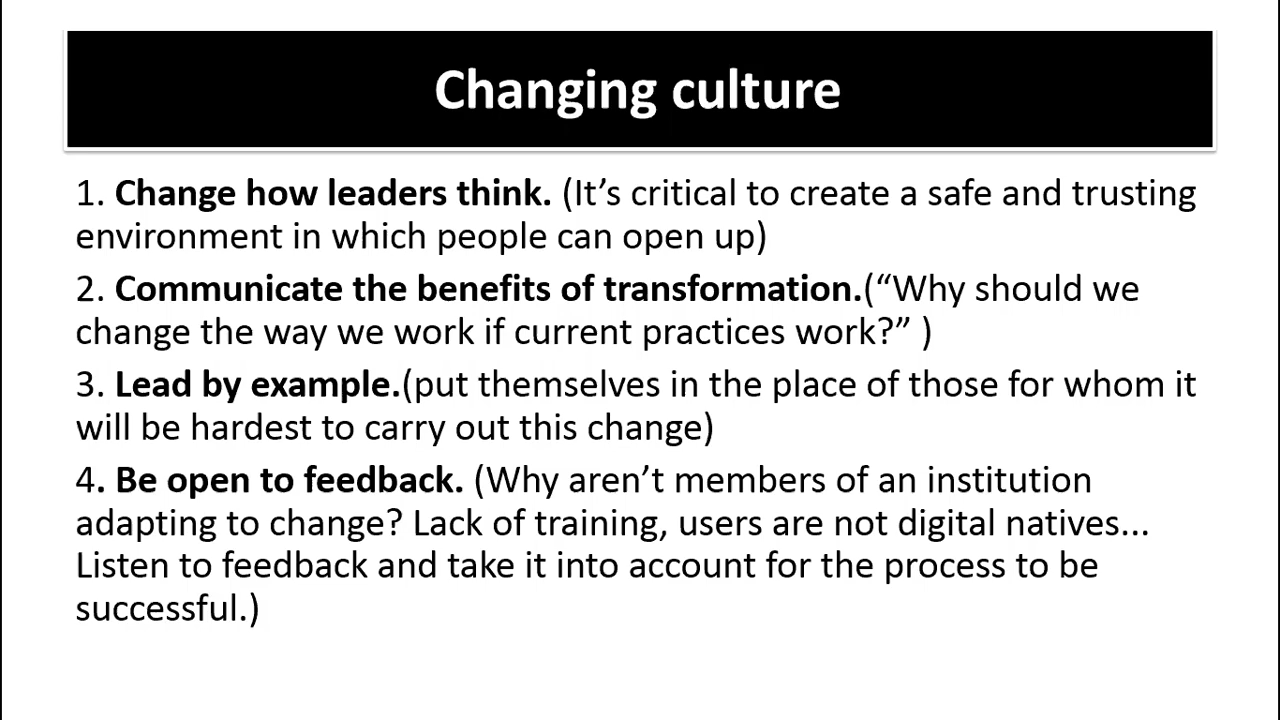 Changing culture
1. Change how leaders think. (It’s critical to create a safe and trusting
environment in which people can open up)
2. Communicate the benefits of transformation.(“Why should we
change the way we work if current practices work?” )
3. Lead by example.(put themselves in the place of those for whom it
will be hardest to carry out this change)
4. Be open to feedback. (Why aren’t members of an institution
adapting to change? Lack of training, users are not digital natives...
Listen to feedback and take it into account for the process to be
successful.)